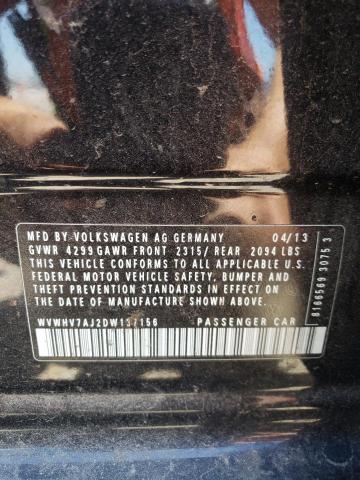 MFD BY VOLKSWAGEN AG GERMANY 04/13
GVWR 4299 GAWR FRONT 2315/ REAR 2094 LBS
THIS VEHICLE CONFORMS TO ALL APPLICABLE U.S.
FEDERAL MOTOR VEHICLE SAFETY, BUMPER AND
THEFT PREVENTION STANDARDS IN EFFECT ON
THE DATE OF MANUFACTURE SHOWN ABOVE.
WVWHV7AJ2DW137156 PASSENGER CAR
8166569 3075 3